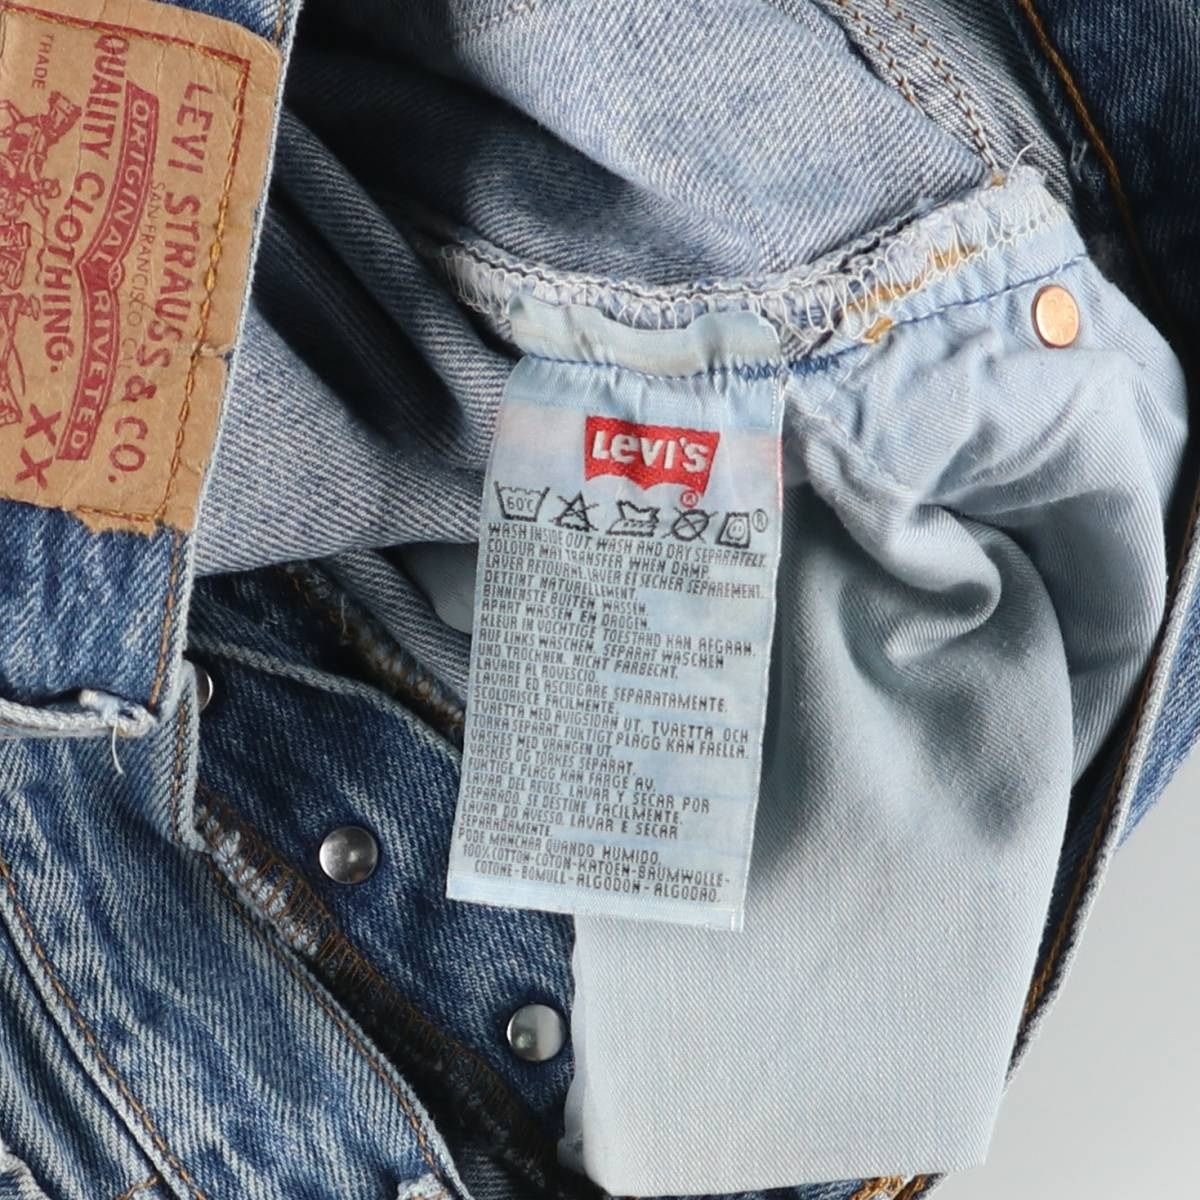 LEVI STRAUSS & CO.
SAN FRANCISCO CAL
ORIGINAL RIVETED
QUALITY CLOTHING.
XX
TRADE
Levi's
®
60°C
®
WASH INSIDE OUT. WASH AND DRY SEPARATELY.
COLOUR MAY TRANSFER WHEN DAMP.
LAVER RETOURNE. LAVER ET SECHER SEPAREMENT.
DETEINT NATURELLEMENT.
BINNENSTE BUITEN WASSEN.
APART WASSEN EN DROGEN.
KLEUR IN VOCHTIGE TOESTAND KAN AFGAAN.
AUF LINKS WASCHEN. SEPARAT WASCHEN
UND TROCKNEN. NICHT FARBECHT.
LAVARE AL ROVESCIO.
LAVARE ED ASCIUGARE SEPARATAMENTE.
SCOLORISCE FACILMENTE.
TVAETTA MED AVIGSIDAN UT. TVAETTA OCH
TORKA SEPARAT. FUKTIGT PLAGG KAN FAELLA.
VASKES MED VRANGEN UT.
VASKES OG TORKES SEPARAT.
FUKTIGE PLAGG KAN FARGE AV.
LAVAR DEL REVES. LAVAR Y SECAR POR
SEPARADO. SE DESTINE FACILMENTE.
LAVAR DO AVESSO. LAVAR E SECAR
SEPARADAMENTE.
PODE MANCHAR QUANDO HUMIDO.
100% COTTON-COTON-KATOEN-BAUMWOLLE-
COTONE-BOMULL-ALGODON-ALGODAO.